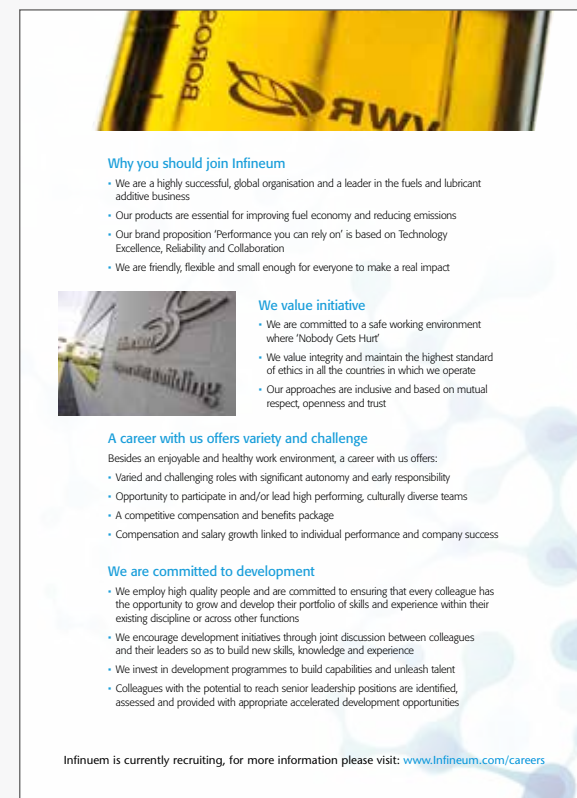 BOROS
VWR
Why you should join Infineum
• We are a highly successful, global organisation and a leader in the fuels and lubricant
additive business
• Our products are essential for improving fuel economy and reducing emissions
• Our brand proposition ‘Performance you can rely on’ is based on Technology
Excellence, Reliability and Collaboration
• We are friendly, flexible and small enough for everyone to make a real impact
We value initiative
• We are committed to a safe working environment
where ‘Nobody Gets Hurt’
• We value integrity and maintain the highest standard
of ethics in all the countries in which we operate
• Our approaches are inclusive and based on mutual
respect, openness and trust
Infineum
Building
A career with us offers variety and challenge
Besides an enjoyable and healthy work environment, a career with us offers:
• Varied and challenging roles with significant autonomy and early responsibility
• Opportunity to participate in and/or lead high performing, culturally diverse teams
• A competitive compensation and benefits package
• Compensation and salary growth linked to individual performance and company success
We are committed to development
• We employ high quality people and are committed to ensuring that every colleague has
the opportunity to grow and develop their portfolio of skills and experience within their
existing discipline or across other functions
• We encourage development initiatives through joint discussion between colleagues
and their leaders so as to build new skills, knowledge and experience
• We invest in development programmes to build capabilities and unleash talent
• Colleagues with the potential to reach senior leadership positions are identified,
assessed and provided with appropriate accelerated development opportunities
Infinuem is currently recruiting, for more information please visit: www.Infineum.com/careers